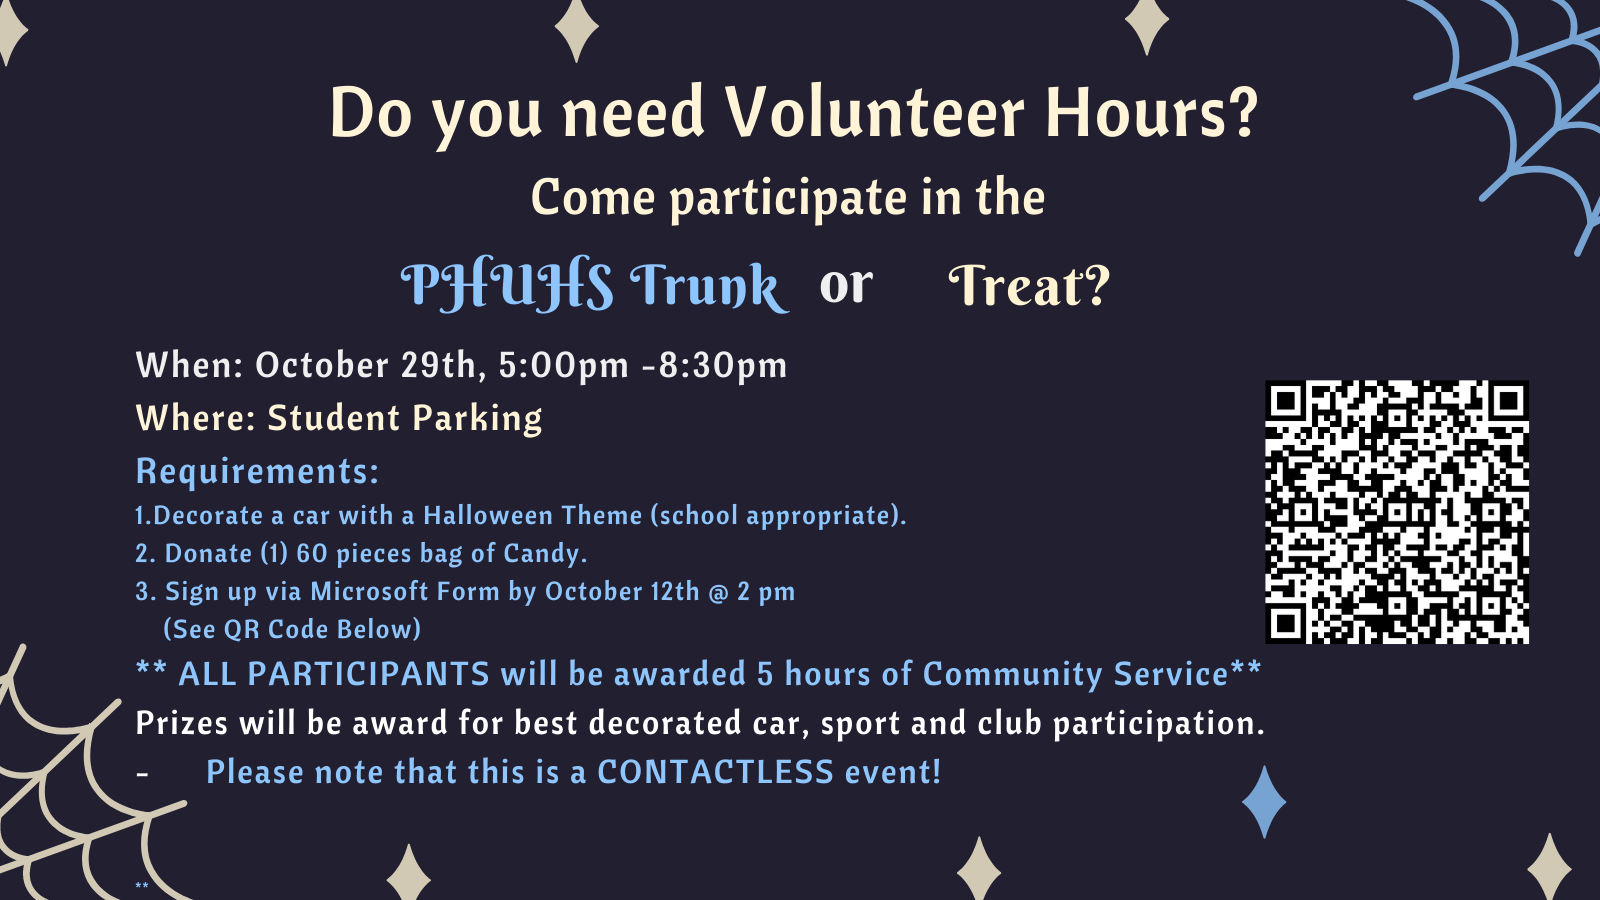 Do you need Volunteer Hours?
Come participate in the
PHUHS Trunk or Treat?
When: October 29th, 5:00pm -8:30pm
Where: Student Parking
Requirements:
1.Decorate a car with a Halloween Theme (school appropriate).
2. Donate (1) 60 pieces bag of Candy.
3. Sign up via Microsoft Form by October 12th @ 2 pm
(See QR Code Below)
** ALL PARTICIPANTS will be awarded 5 hours of Community Service**
Prizes will be award for best decorated car, sport and club participation.
- Please note that this is a CONTACTLESS event!
**